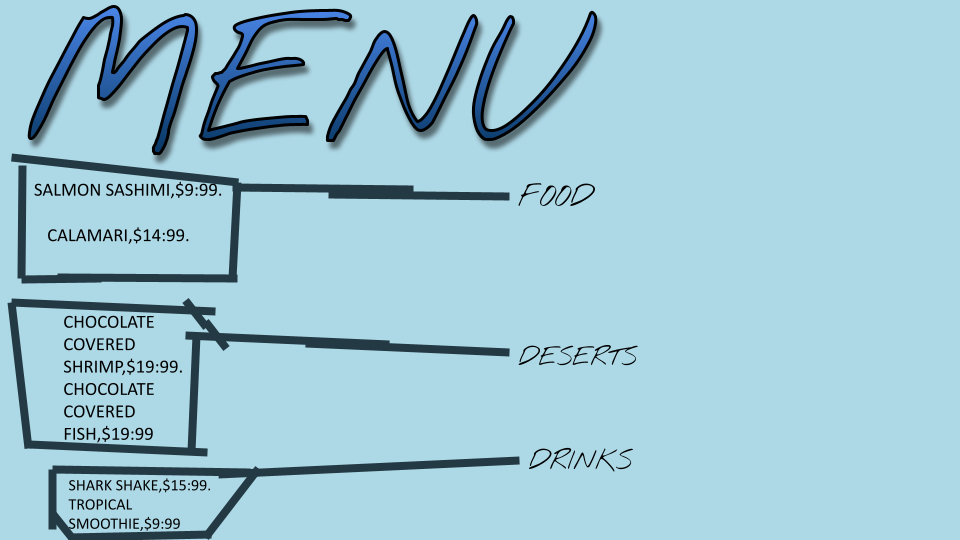 MENU
SALMON SASHIMI,$9:99.
FOOD
CALAMARI,$14:99.
CHOCOLATE
COVERED
SHRIMP,$19:99.
CHOCOLATE
COVERED
FISH,$19:99
DESERTS
DRINKS
SHARK SHAKE,$15:99.
TROPICAL
SMOOTHIE,$9:99